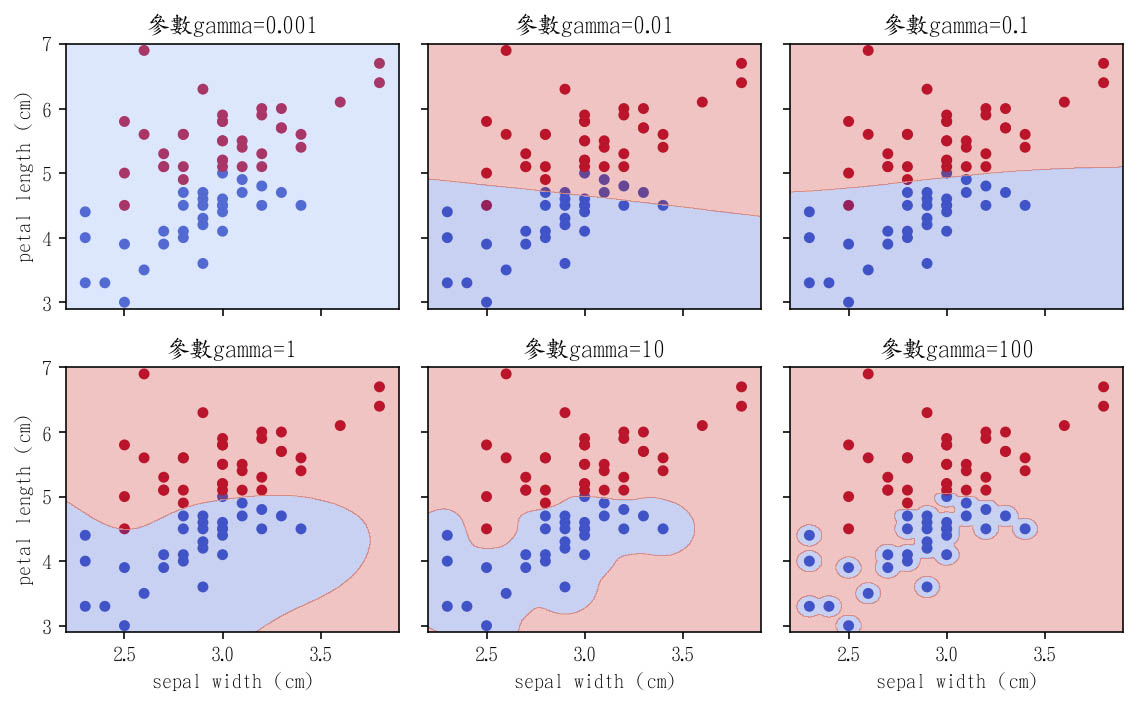 參數gamma=0.001
參數gamma=0.01
參數gamma=0.1
petal length (cm)
7
6
5
4
3
參數gamma=1
參數gamma=10
參數gamma=100
petal length (cm)
7
6
5
4
3
2.5 3.0 3.5
2.5 3.0 3.5
2.5 3.0 3.5
sepal width (cm)
sepal width (cm)
sepal width (cm)